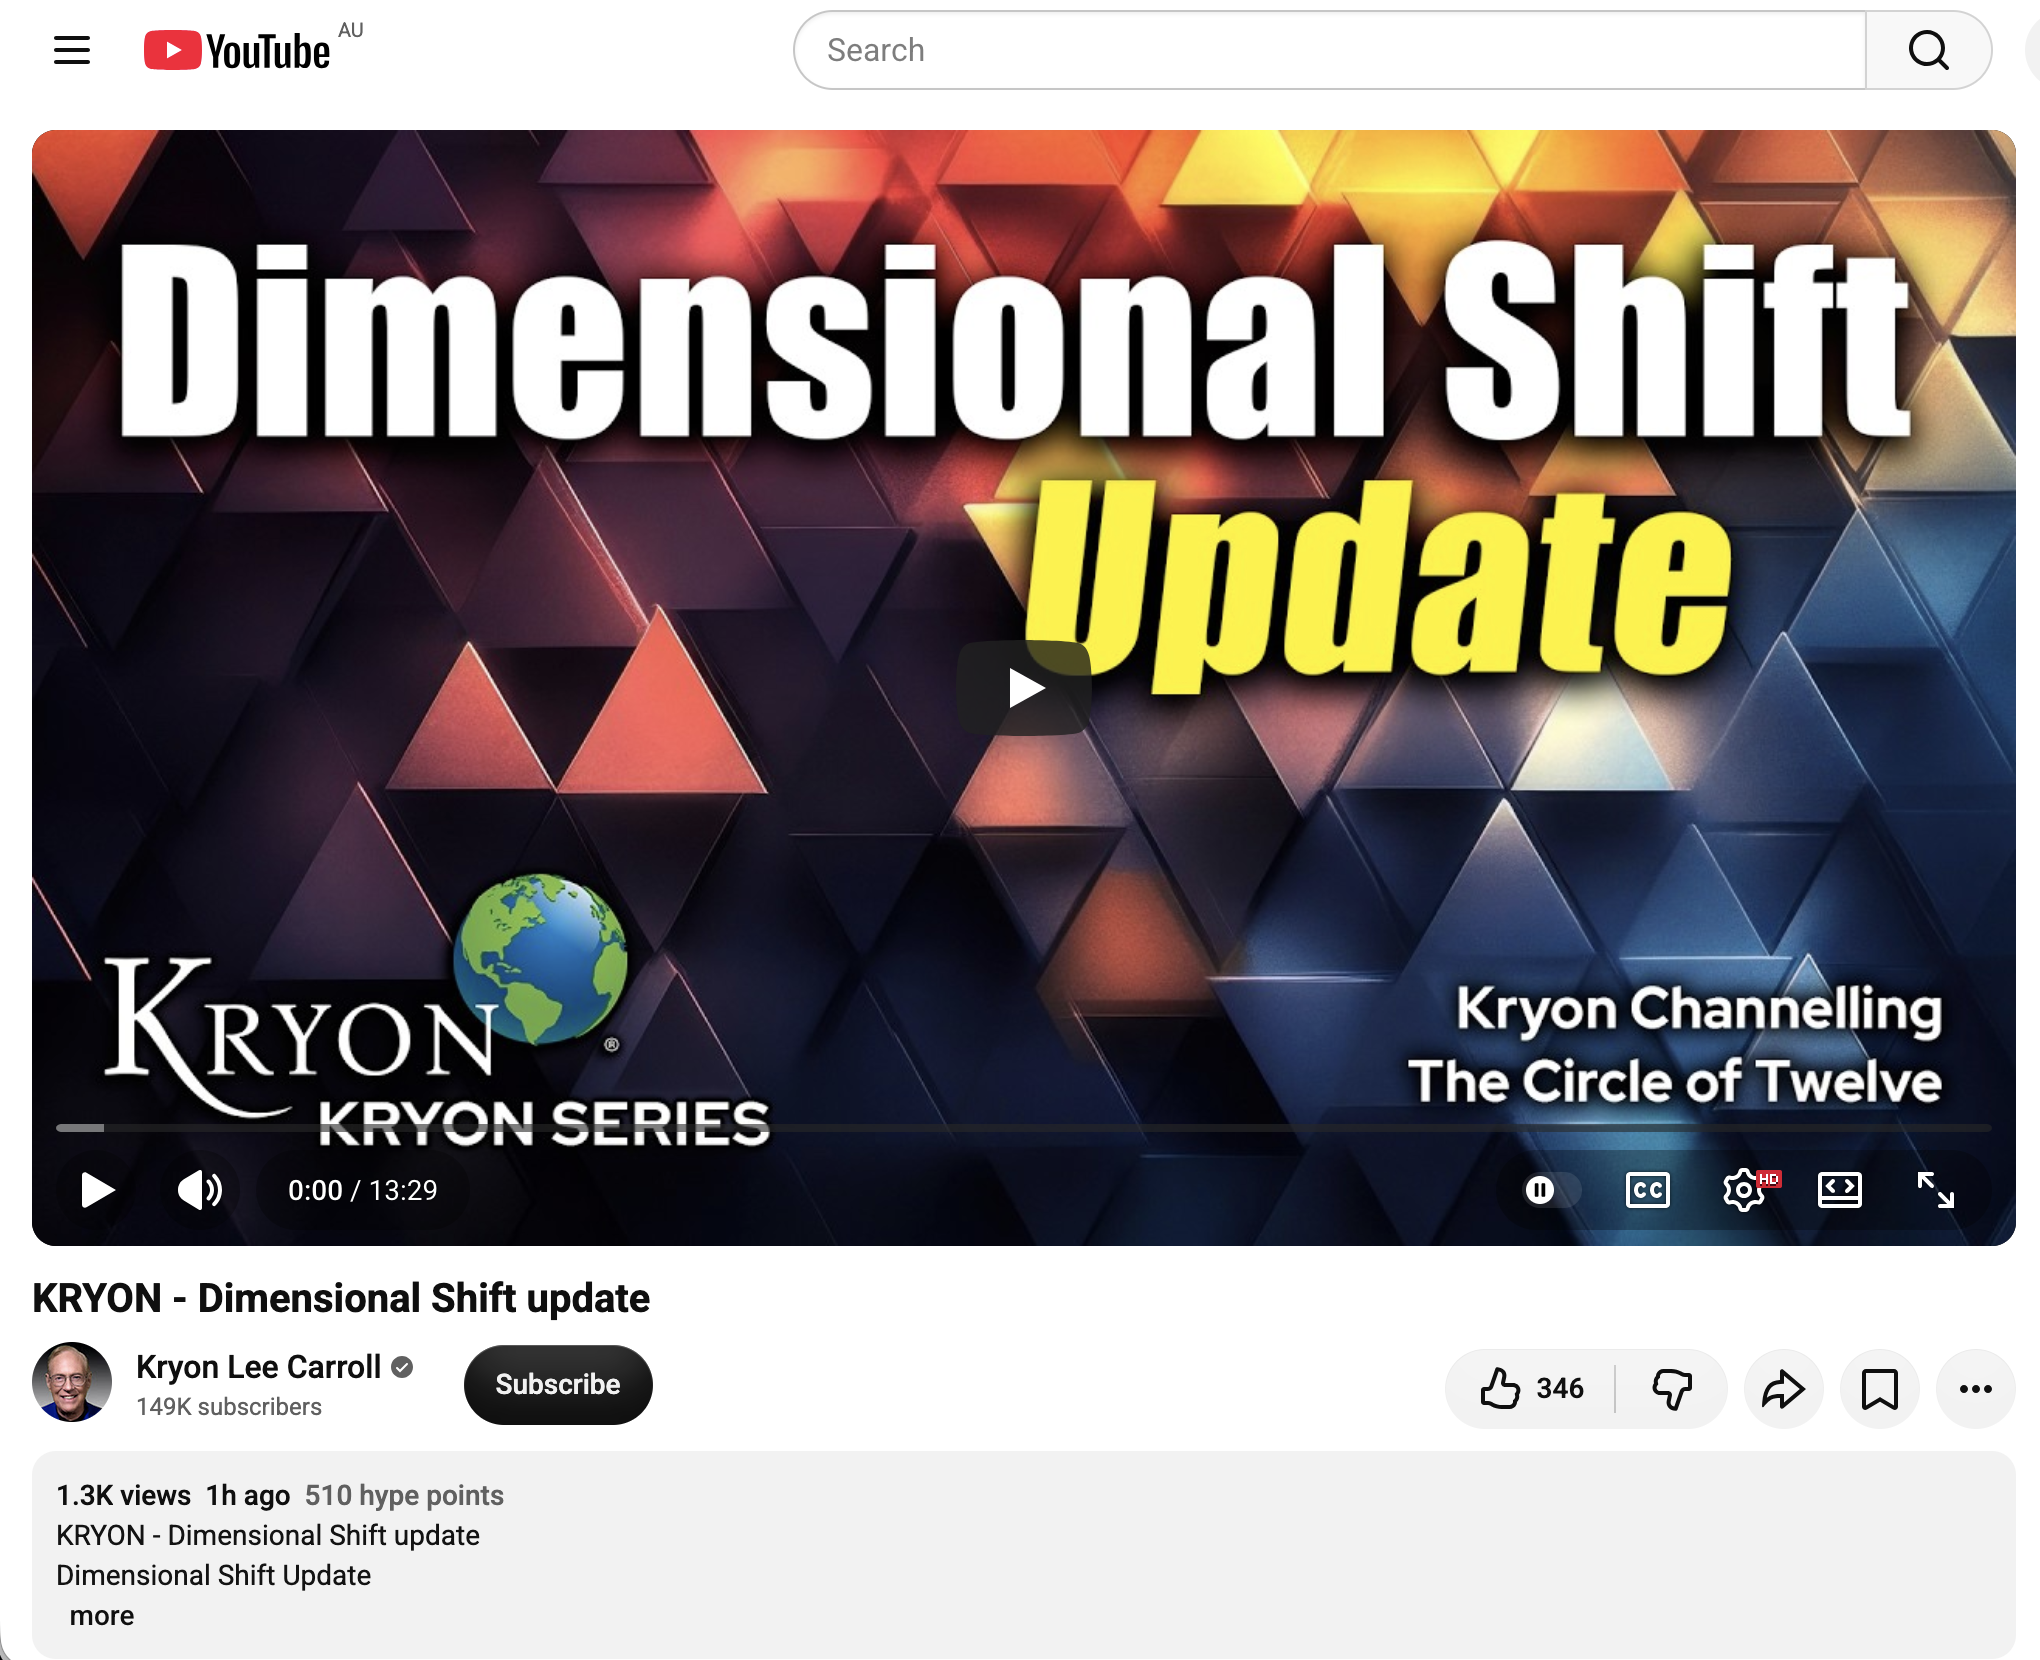 YouTube AU
Search
Dimensional Shift
Update
KRYON ®
KRYON SERIES
Kryon Channelling
The Circle of Twelve
0:00 / 13:29
CC
HD
KRYON - Dimensional Shift update
Kryon Lee Carroll
149K subscribers
Subscribe
346
1.3K views 1h ago 510 hype points
KRYON - Dimensional Shift update
Dimensional Shift Update
more